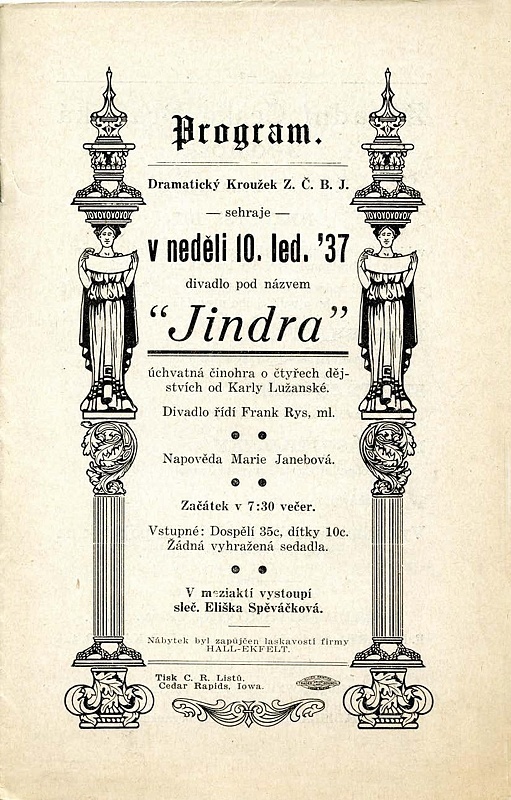 Program.
Dramatický Kroužek Z. Č. B. J.
— sehraje —
v neděli 10. led. '37
divadlo pod názvem
“Jindra”
úchvatná činohra o čtyřech děj-
stvích od Karly Lužanské.
Divadlo řídí Frank Rys, ml.
Napověda Marie Janebová.
Začátek v 7:30 večer.
Vstupné: Dospělí 35c, dítky 10c.
Žádná vyhražená sedadla.
V meziaktí vystoupí
sleč. Eliška Spěváčková.
Nábytek byl zapůjčen laskavostí firmy
HALL-EKFELT.
Tisk C. R. Listů.
Cedar Rapids, Iowa.